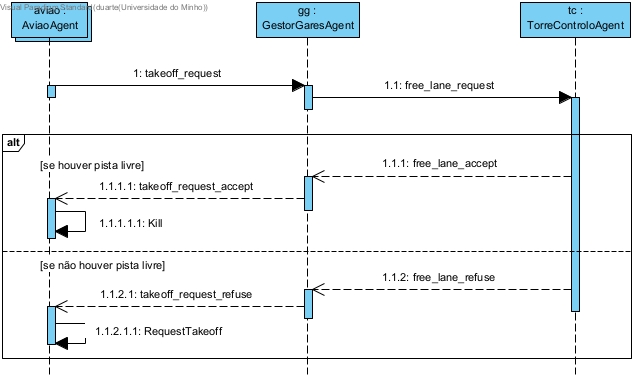 Visual Paradigm Standard (duarte(Universidade do Minho))
aviao :
AviaoAgent
gg :
GestorGaresAgent
tc :
TorreControloAgent
1: takeoff_request
1.1: free_lane_request
alt
[se houver pista livre]
1.1.1: free_lane_accept
1.1.1.1: takeoff_request_accept
1.1.1.1.1: Kill
[se não houver pista livre]
1.1.2: free_lane_refuse
1.1.2.1: takeoff_request_refuse
1.1.2.1.1: RequestTakeoff